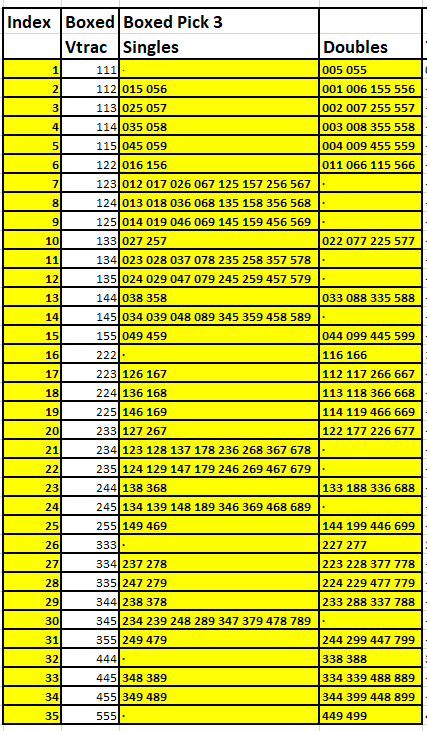 Index Boxed Boxed Pick 3
Vtrac Singles Doubles
1 111 · 005 055
2 112 015 056 001 006 155 556
3 113 025 057 002 007 255 557
4 114 035 058 003 008 355 558
5 115 045 059 004 009 455 559
6 122 016 156 011 066 115 566
7 123 012 017 026 067 125 157 256 567 ·
8 124 013 018 036 068 135 158 356 568 ·
9 125 014 019 046 069 145 159 456 569 ·
10 133 027 257 022 077 225 577
11 134 023 028 037 078 235 258 357 578 ·
12 135 024 029 047 079 245 259 457 579 ·
13 144 038 358 033 088 335 588
14 145 034 039 048 089 345 359 458 589 ·
15 155 049 459 044 099 445 599
16 222 · 116 166
17 223 126 167 112 117 266 667
18 224 136 168 113 118 366 668
19 225 146 169 114 119 466 669
20 233 127 267 122 177 226 677
21 234 123 128 137 178 236 268 367 678 ·
22 235 124 129 147 179 246 269 467 679 ·
23 244 138 368 133 188 336 688
24 245 134 139 148 189 346 369 468 689 ·
25 255 149 469 144 199 446 699
26 333 · 227 277
27 334 237 278 223 228 377 778
28 335 247 279 224 229 477 779
29 344 238 378 233 288 337 788
30 345 234 239 248 289 347 379 478 789 ·
31 355 249 479 244 299 447 799
32 444 · 338 388
33 445 348 389 334 339 488 889
34 455 349 489 344 399 448 899
35 555 · 449 499